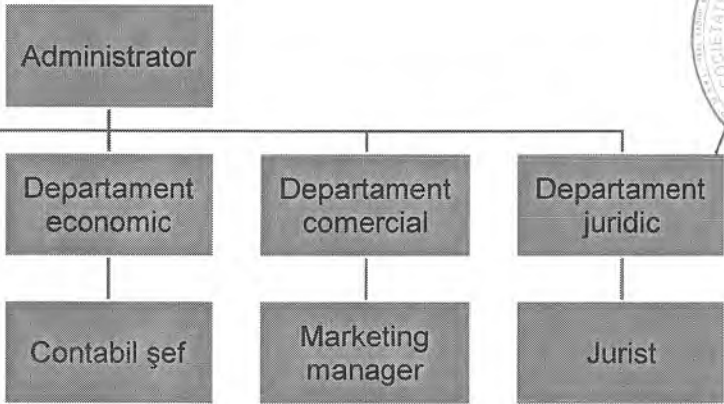 Administrator
Departament
economic
Departament
comercial
Departament
juridic
Contabil şef
Marketing
manager
Jurist